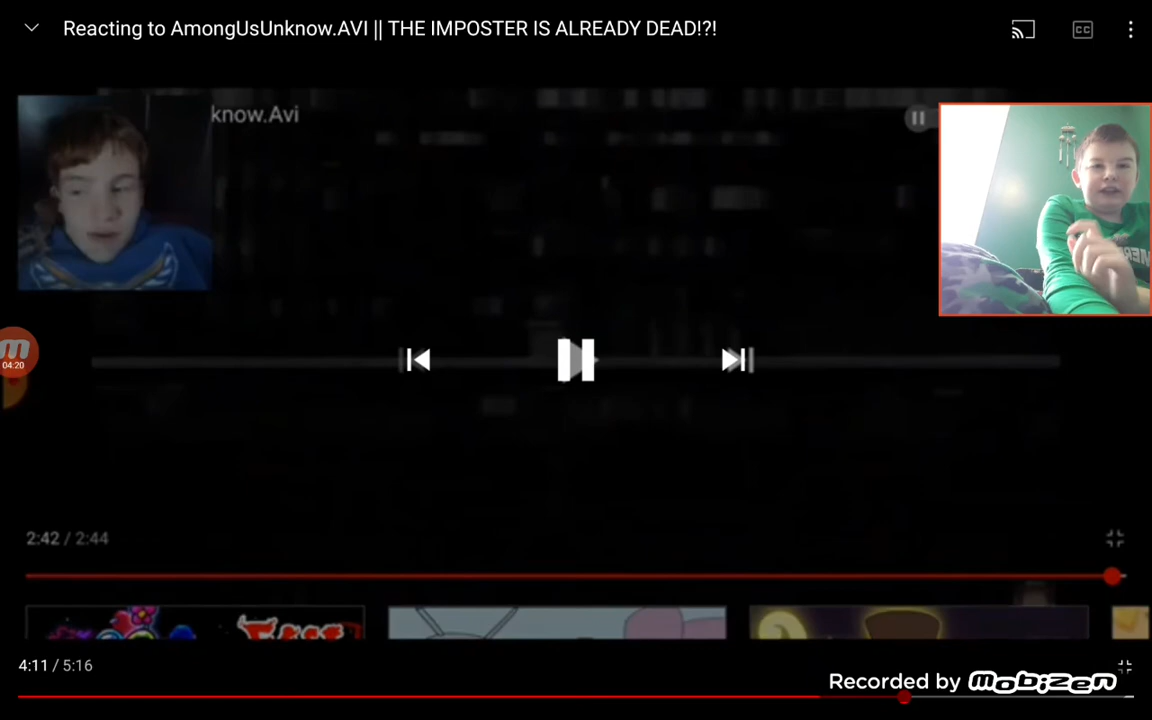 Reacting to AmongUsUnknow.AVI || THE IMPOSTER IS ALREADY DEAD!?!
CC
know.Avi
04:20
2:42 / 2:44
4:11 / 5:16
Recorded by mobizen